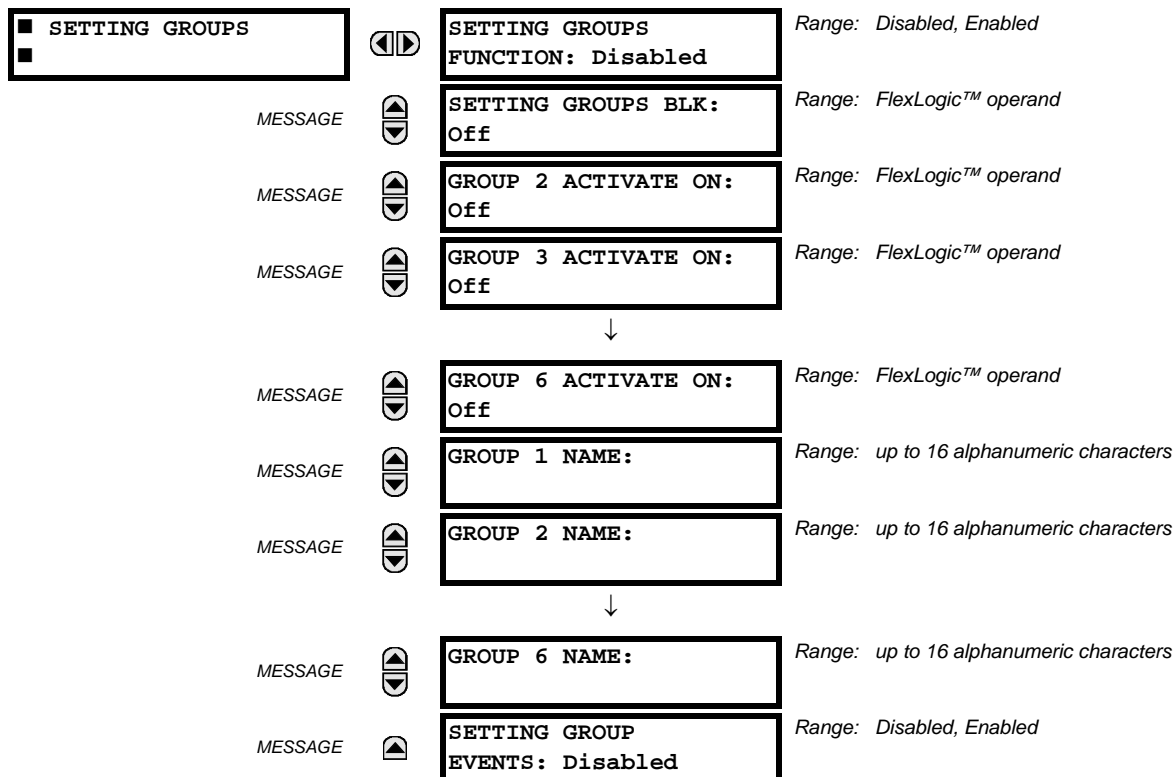 SETTING GROUPS
SETTING GROUPS
FUNCTION: Disabled
Range: Disabled, Enabled
MESSAGE
SETTING GROUPS BLK:
Off
Range: FlexLogic™ operand
MESSAGE
GROUP 2 ACTIVATE ON:
Off
Range: FlexLogic™ operand
MESSAGE
GROUP 3 ACTIVATE ON:
Off
Range: FlexLogic™ operand
↓
MESSAGE
GROUP 6 ACTIVATE ON:
Off
Range: FlexLogic™ operand
MESSAGE
GROUP 1 NAME:
Range: up to 16 alphanumeric characters
MESSAGE
GROUP 2 NAME:
Range: up to 16 alphanumeric characters
↓
MESSAGE
GROUP 6 NAME:
Range: up to 16 alphanumeric characters
MESSAGE
SETTING GROUP
EVENTS: Disabled
Range: Disabled, Enabled